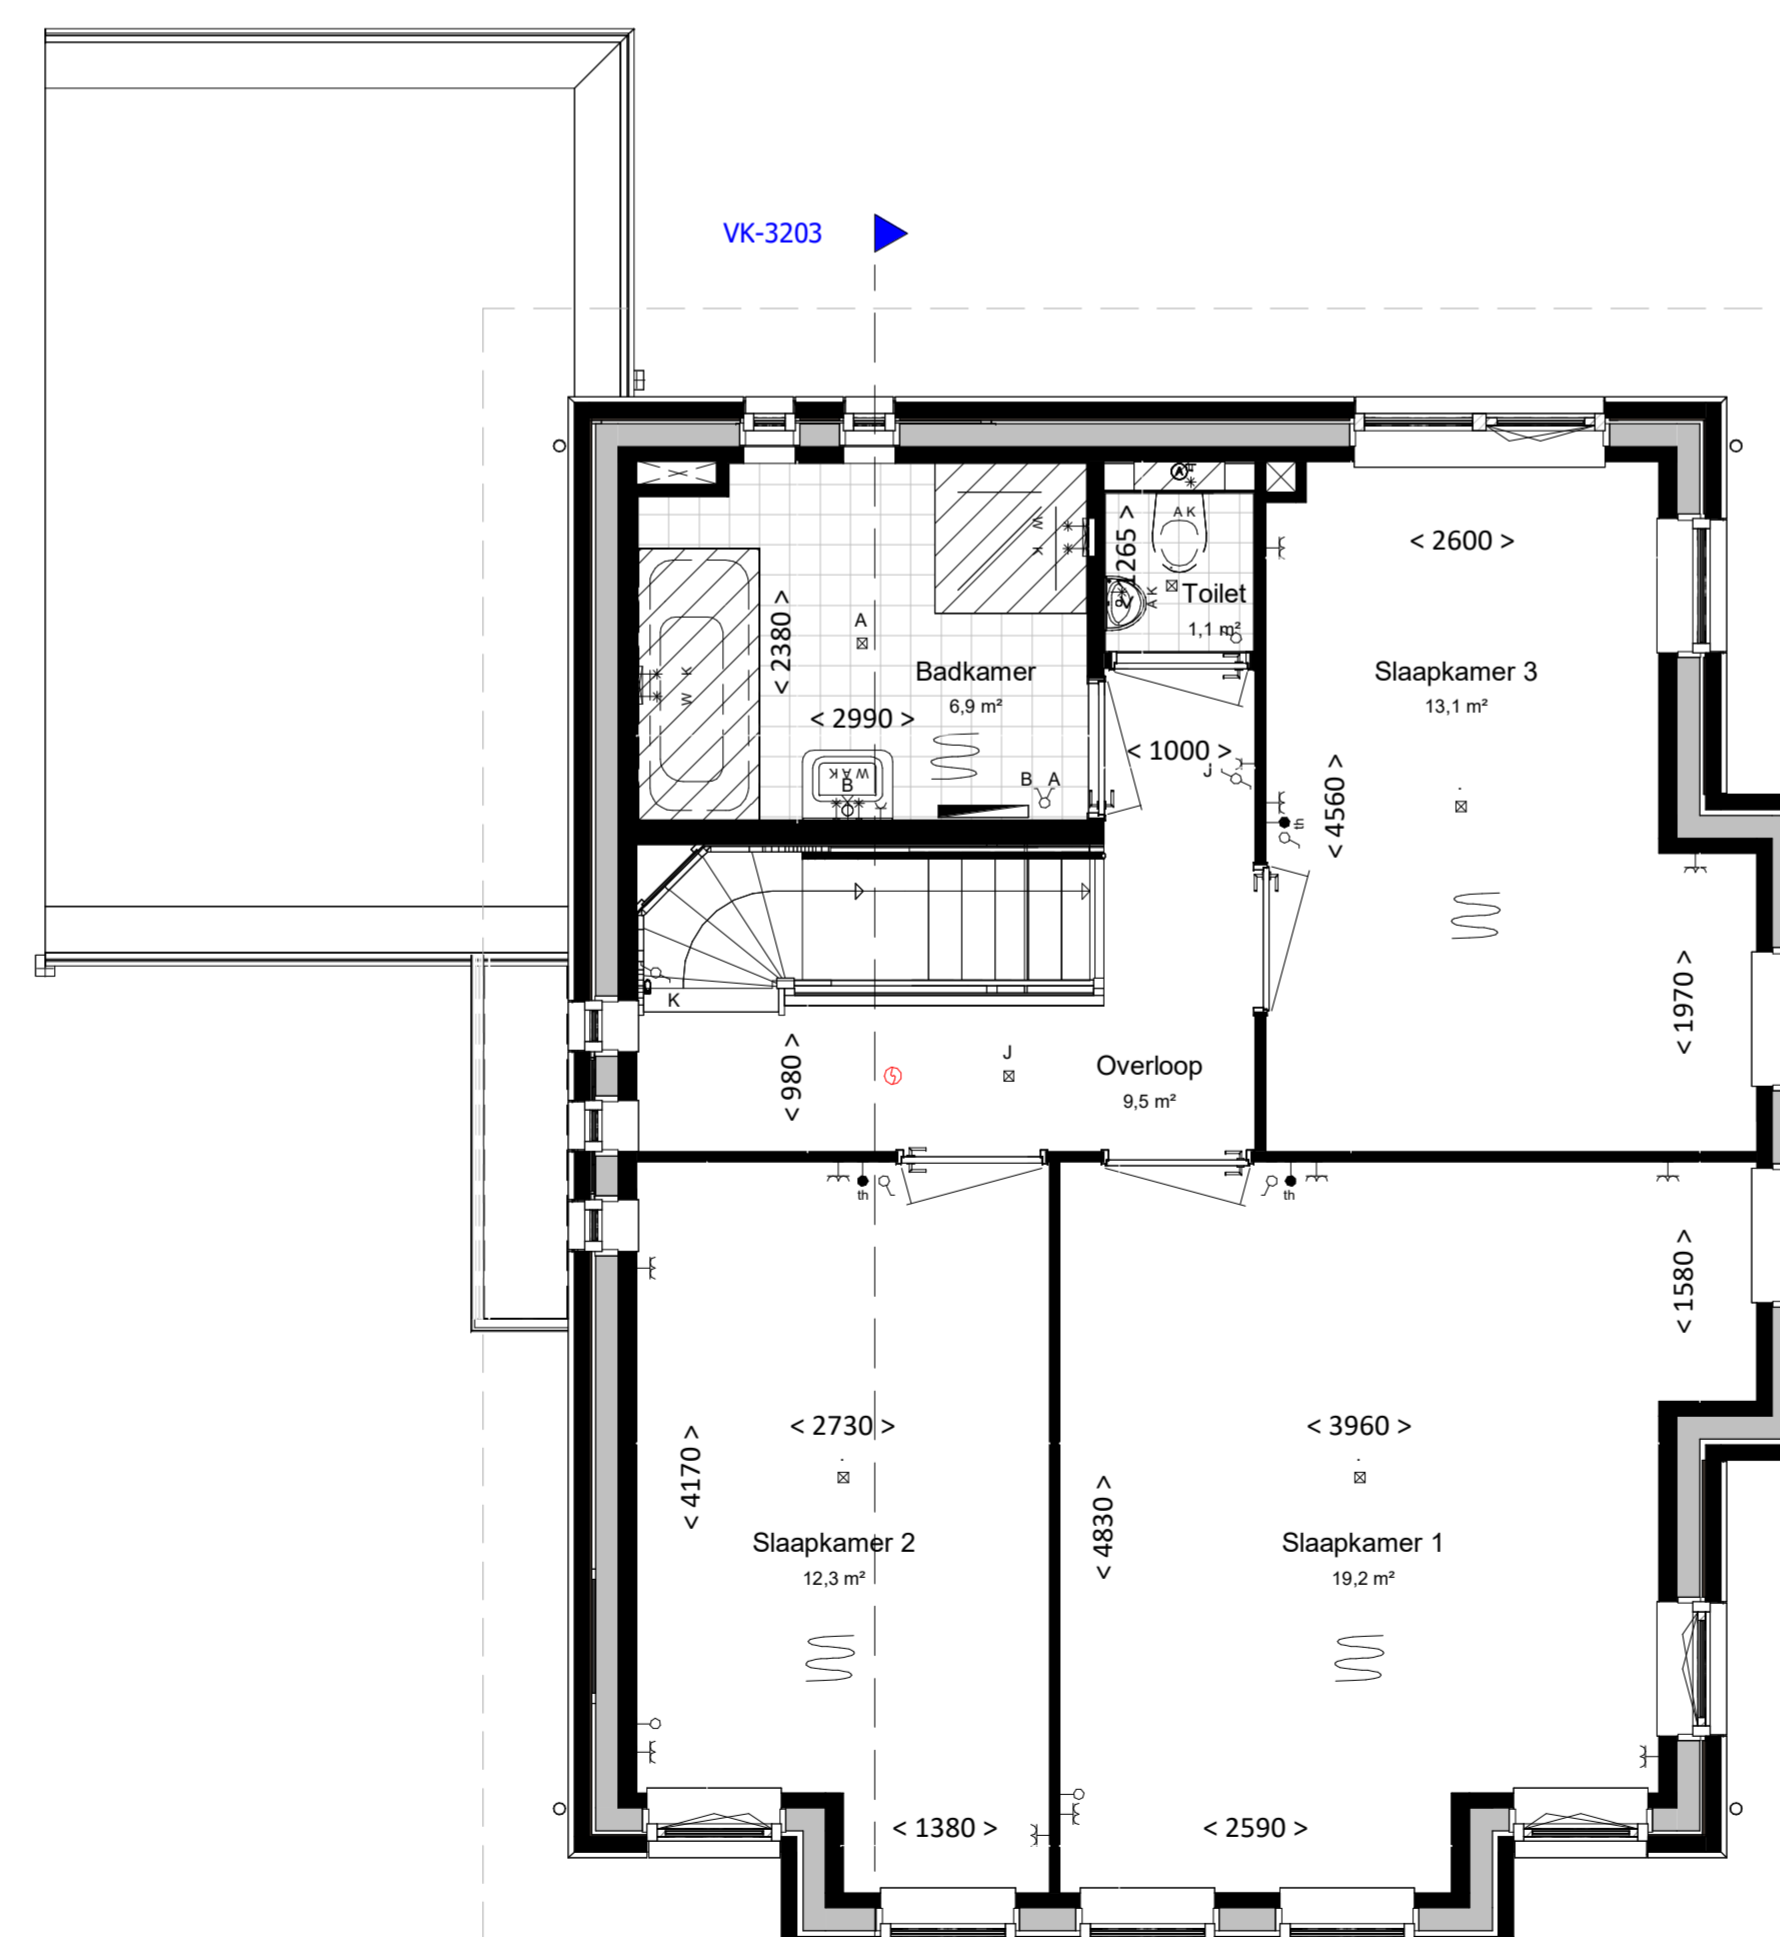 VK-3203
A K
< 1265 >
Toilet
1,1 m²
A K
< 2600 >
W K
A
< 2380 >
Badkamer
6,9 m²
W K
< 2990 >
Slaapkamer 3
13,1 m²
< 1000 >
J
B A
W A K
B
K
th
< 4560 >
K
< 980 >
J
Overloop
9,5 m²
< 1970 >
th
th
< 1580 >
< 2730 >
< 3960 >
< 4170 >
< 4830 >
Slaapkamer 2
12,3 m²
Slaapkamer 1
19,2 m²
< 1380 >
< 2590 >